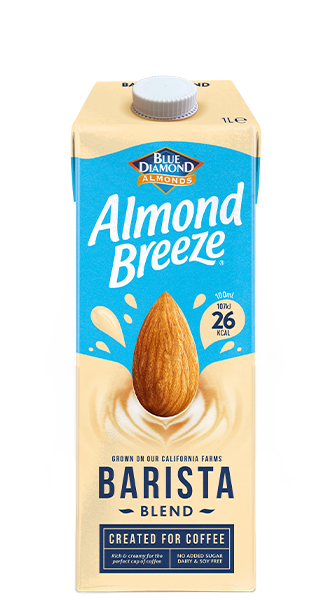 BARISTA BLEND
1L℮
BLUE
DIAMOND
ALMONDS
Almond
Breeze®
100ml
107kJ
26
KCAL
GROWN ON OUR CALIFORNIA FARMS
BARISTA
BLEND
CREATED FOR COFFEE
Rich & creamy for the
perfect cup of coffee
NO ADDED SUGAR
DAIRY & SOY FREE